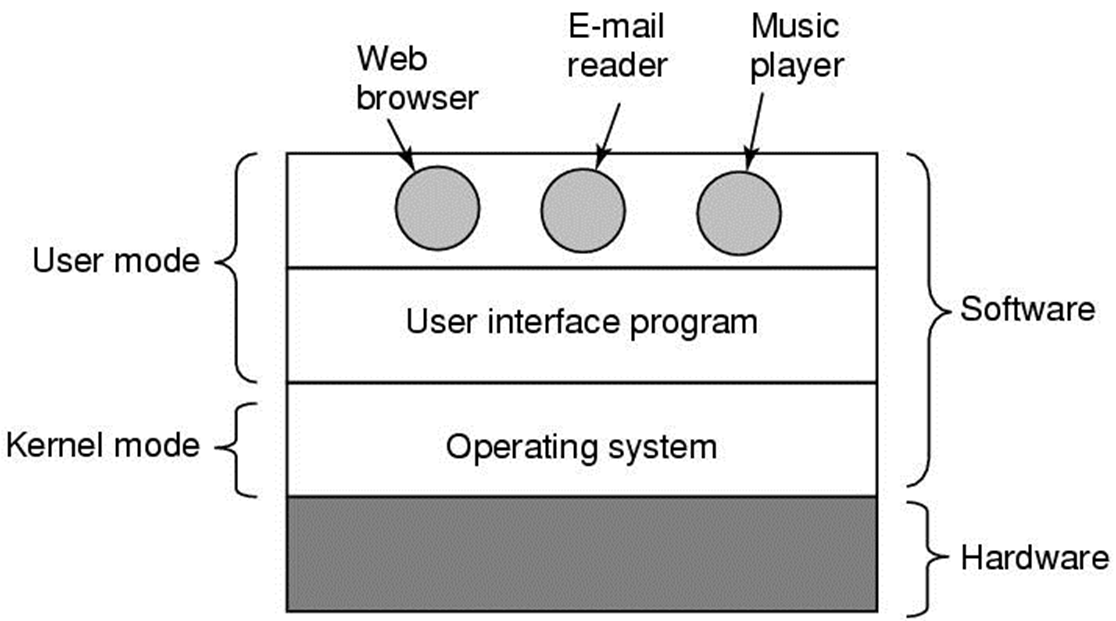 Web
browser
E-mail
reader
Music
player
User mode
User interface program
Software
Kernel mode
Operating system
Hardware